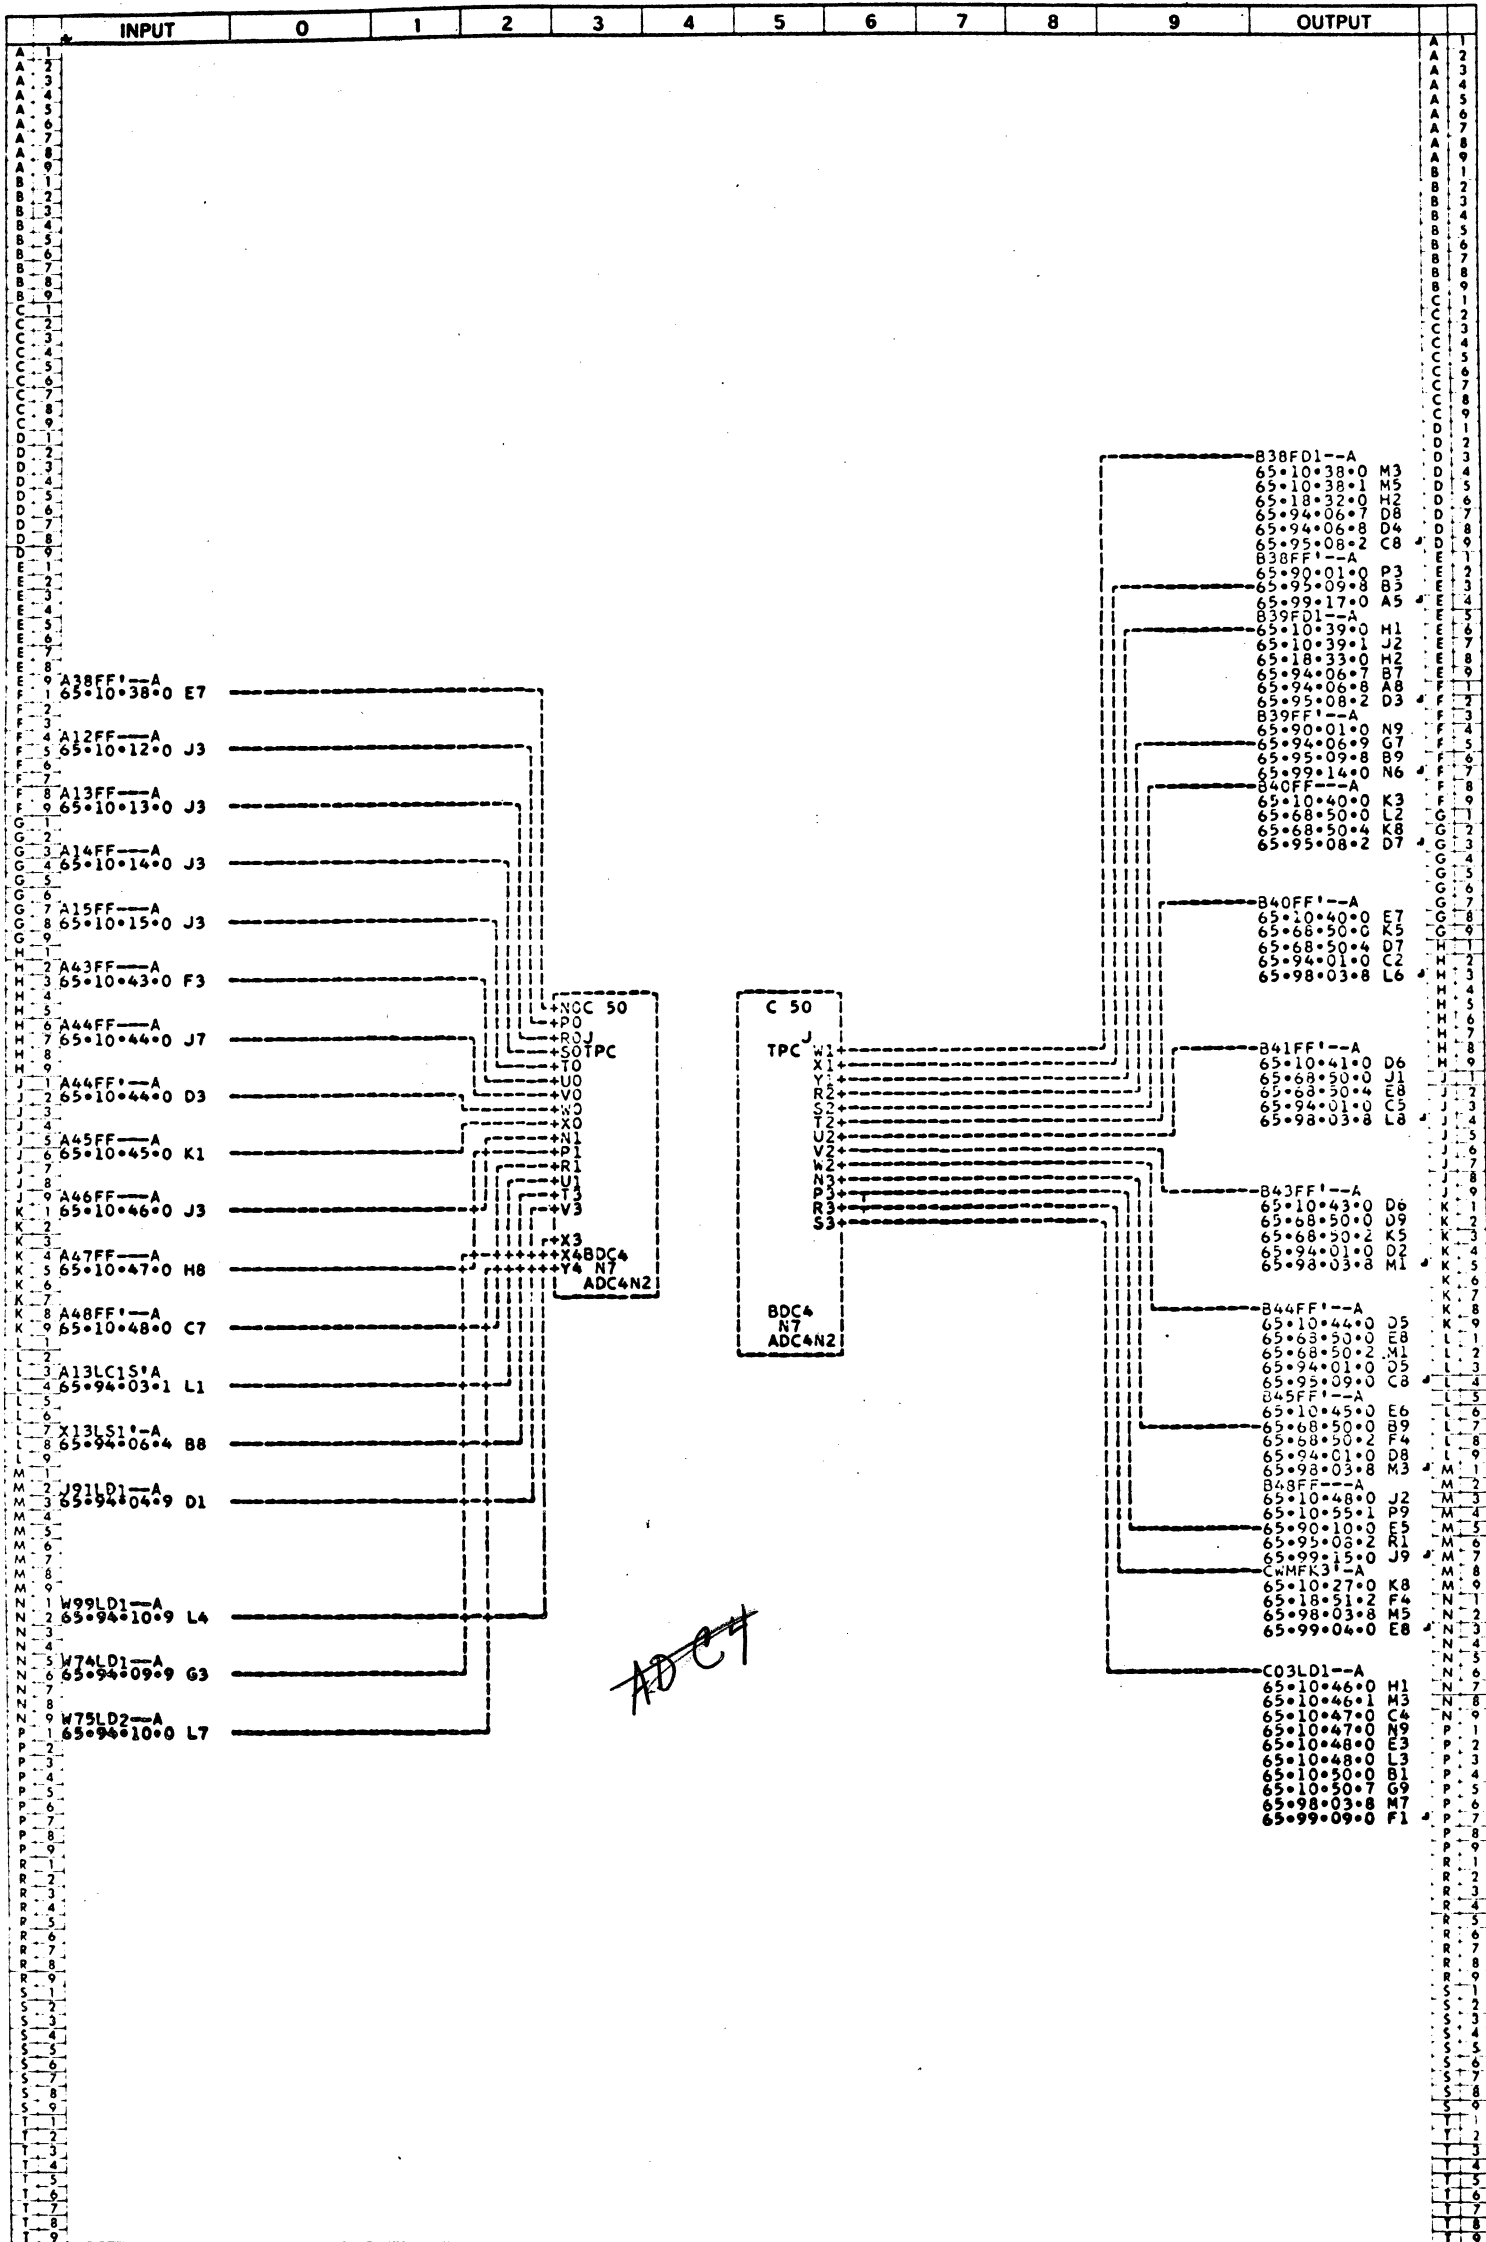 INPUT 0 1 2 3 4 5 6 7 8 9 OUTPUT
A38FF'--A
65•10•38•0 E7
A12FF---A
65•10•12•0 J3
A13FF---A
65•10•13•0 J3
A14FF---A
65•10•14•0 J3
A15FF---A
65•10•15•0 J3
A43FF---A
65•10•43•0 F3
A44FF---A
65•10•44•0 J7
A44FF'--A
65•10•44•0 D3
A45FF---A
65•10•45•0 K1
A46FF---A
65•10•46•0 J3
A47FF---A
65•10•47•0 H8
A48FF'--A
65•10•48•0 C7
A13LC1S'A
65•94•03•1 L1
X13LS1'-A
65•94•06•4 B8
J91LD1--A
65•94•04•9 D1
W99LD1--A
65•94•10•9 L4
W74LD1--A
65•94•09•9 G3
W75LD2--A
65•94•10•0 L7
+N0C 50
+P0
+R0J
+S0TPC
+T0
+U0
+V0
+W0
+X0
+N1
+P1
+R1
+U1
+T3
+V3
+X3
+X4BDC4
+Y4 N7
ADC4N2
C 50
J
TPC W1+
X1+
Y1+
R2+
S2+
T2+
U2+
V2+
W2+
N3+
P3+
R3+
S3+
BDC4
N7
ADC4N2
ADC4
B38FD1--A
65•10•38•0 M3
65•10•38•1 M5
65•18•32•0 H2
65•94•06•7 D8
65•94•06•8 D4
65•95•08•2 C8
B38FF'--A
65•90•01•0 P3
65•95•09•8 B3
65•99•17•0 A5
B39FD1--A
65•10•39•0 H1
65•10•39•1 J2
65•18•33•0 H2
65•94•06•7 B7
65•94•06•8 A8
65•95•08•2 D3
B39FF'--A
65•90•01•0 N9
65•94•06•9 G7
65•95•09•8 B9
65•99•14•0 N6
B40FF---A
65•10•40•0 K3
65•68•50•0 L2
65•68•50•4 K8
65•95•08•2 D7
B40FF'--A
65•10•40•0 E7
65•68•50•0 K5
65•68•50•4 D7
65•94•01•0 C2
65•98•03•8 L6
B41FF'--A
65•10•41•0 D6
65•68•50•0 J1
65•68•50•4 E8
65•94•01•0 C5
65•98•03•8 L8
B43FF'--A
65•10•43•0 D6
65•68•50•0 D9
65•68•50•2 K5
65•94•01•0 D2
65•98•03•8 M1
B44FF'--A
65•10•44•0 D5
65•68•50•0 E8
65•68•50•2 M1
65•94•01•0 D5
65•95•09•0 C8
B45FF'--A
65•10•45•0 E6
65•68•50•0 B9
65•68•50•2 F4
65•94•01•0 D8
65•98•03•8 M3
B48FF---A
65•10•48•0 J2
65•10•55•1 P9
65•90•10•0 E5
65•95•08•2 R1
65•99•15•0 J9
CWMFK3'-A
65•10•27•0 K8
65•18•51•2 F4
65•98•03•8 M5
65•99•04•0 E8
C03LD1--A
65•10•46•0 H1
65•10•46•1 M3
65•10•47•0 C4
65•10•47•0 N9
65•10•48•0 E3
65•10•48•0 L3
65•10•50•0 B1
65•10•50•7 G9
65•98•03•8 M7
65•99•09•0 F1